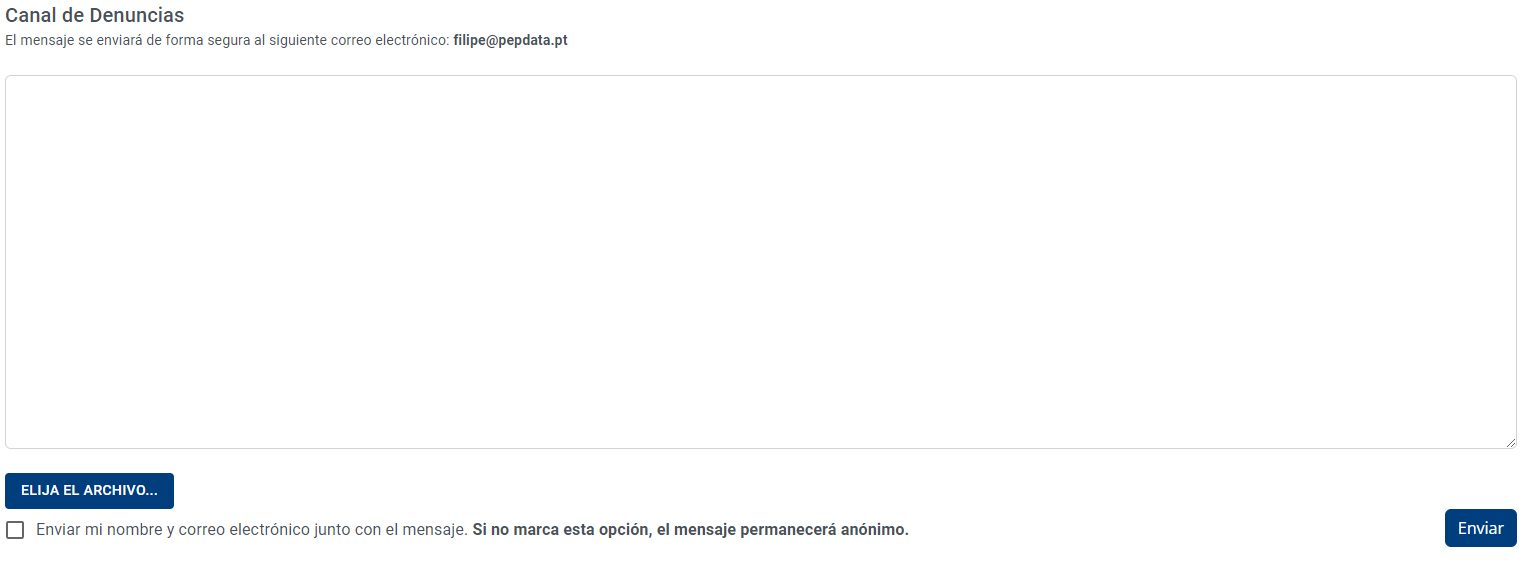 Canal de Denuncias
El mensaje se enviará de forma segura al siguiente correo electrónico: filipe@pepdata.pt
ELIJA EL ARCHIVO...
Enviar mi nombre y correo electrónico junto con el mensaje. Si no marca esta opción, el mensaje permanecerá anónimo.
Enviar